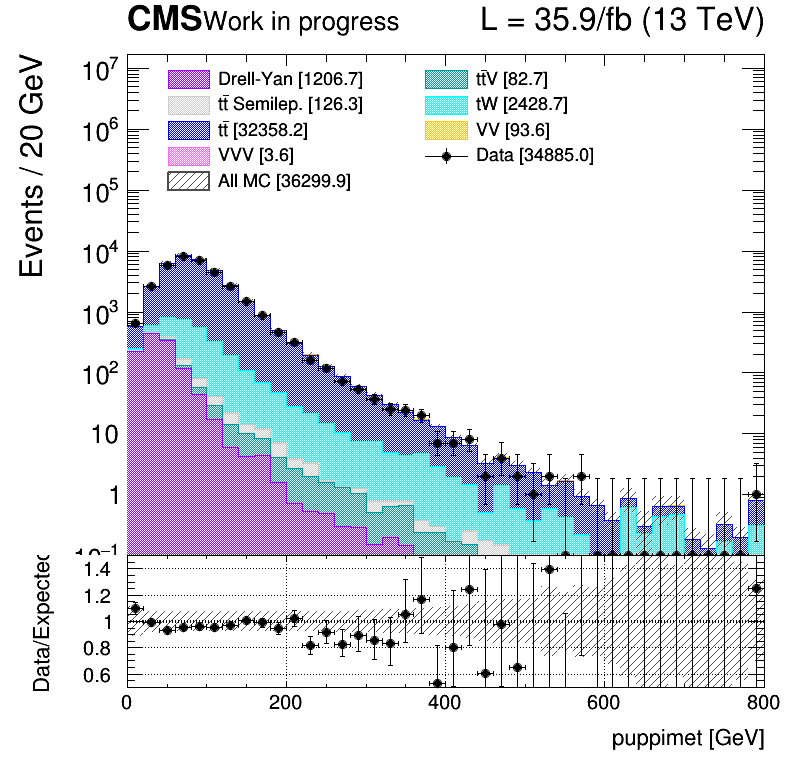 CMS Work in progress L = 35.9/fb (13 TeV)
Events / 20 GeV
Drell-Yan [1206.7]
tt̄ Semilep. [126.3]
tt̄ [32358.2]
VVV [3.6]
All MC [36299.9]
tt̄V [82.7]
tW [2428.7]
VV [93.6]
Data [34885.0]
10⁷
10⁶
10⁵
10⁴
10³
10²
10
1
10⁻¹
Data/Expected
1.4
1.2
1
0.8
0.6
0 200 400 600 800
puppimet [GeV]